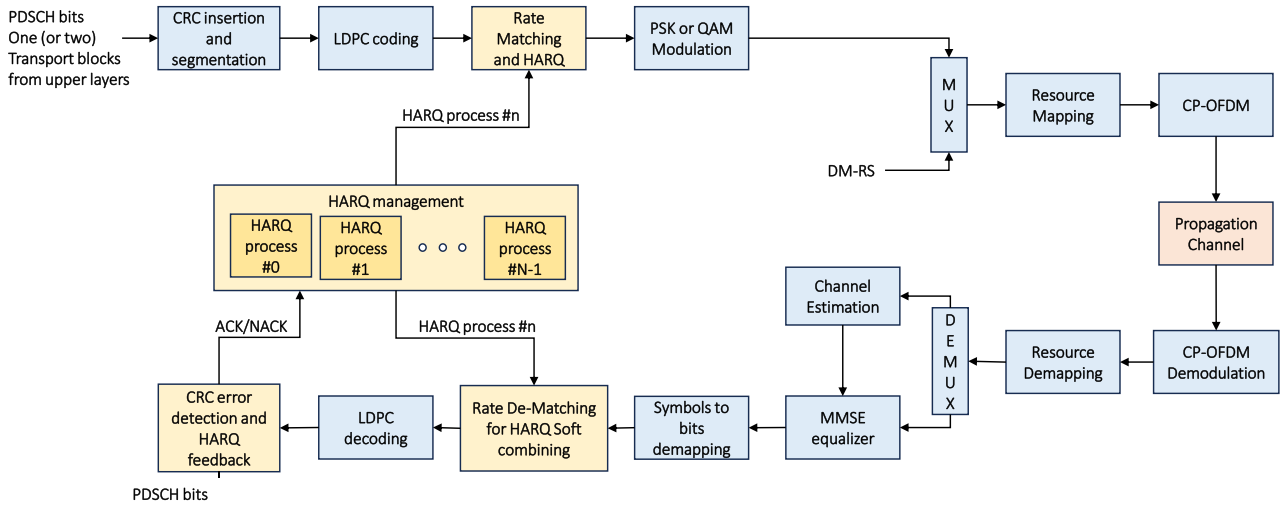 PDSCH bits
One (or two)
Transport blocks
from upper layers
CRC insertion
and
segmentation
LDPC coding
Rate
Matching
and HARQ
PSK or QAM
Modulation
M
U
X
Resource
Mapping
CP-OFDM
HARQ process #n
DM-RS
HARQ management
HARQ
process
#0
HARQ
process
#1
HARQ
process
#N-1
Propagation
Channel
ACK/NACK
HARQ process #n
Channel
Estimation
D
E
M
U
X
Resource
Demapping
CP-OFDM
Demodulation
CRC error
detection and
HARQ
feedback
LDPC
decoding
Rate De-Matching
for HARQ Soft
combining
Symbols to
bits
demapping
MMSE
equalizer
PDSCH bits